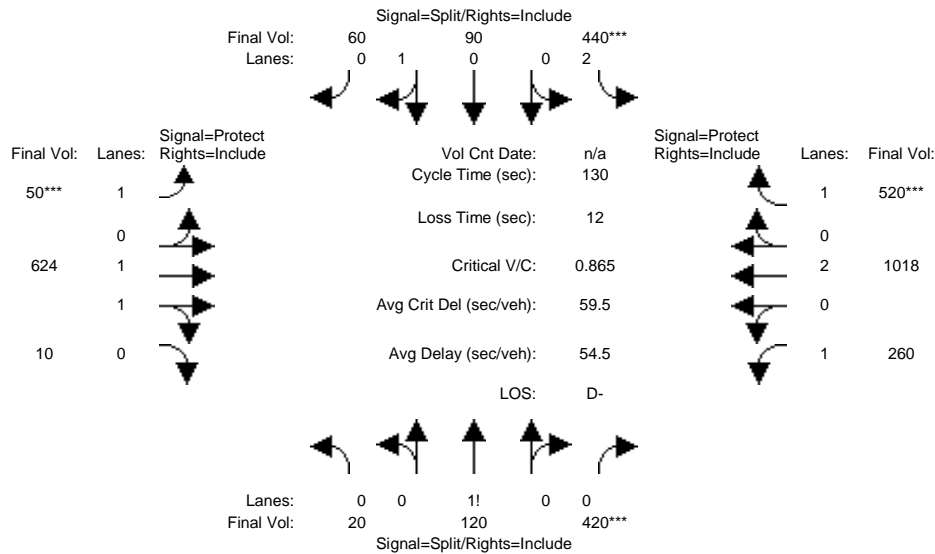 Signal=Split/Rights=Include
Final Vol: 60 90 440***
Lanes: 0 1 0 0 2
Signal=Protect
Final Vol: Lanes: Rights=Include
Vol Cnt Date: n/a
Signal=Protect
Rights=Include Lanes: Final Vol:
Cycle Time (sec): 130
50*** 1
1 520***
Loss Time (sec): 12
0
0
624 1
Critical V/C: 0.865
2 1018
1
Avg Crit Del (sec/veh): 59.5
0
10 0
Avg Delay (sec/veh): 54.5
1 260
LOS: D-
Lanes: 0 0 1! 0 0
Final Vol: 20 120 420***
Signal=Split/Rights=Include